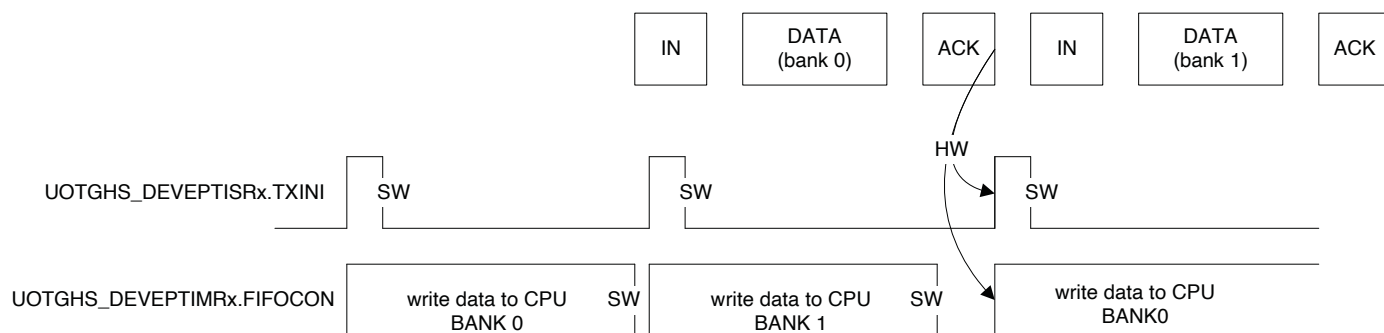 IN
DATA
(bank 0)
ACK
IN
DATA
(bank 1)
ACK
HW
UOTGHS_DEVEPTISRx.TXINI
SW
SW
SW
UOTGHS_DEVEPTIMRx.FIFOCON
write data to CPU
BANK 0
SW
write data to CPU
BANK 1
SW
write data to CPU
BANK0